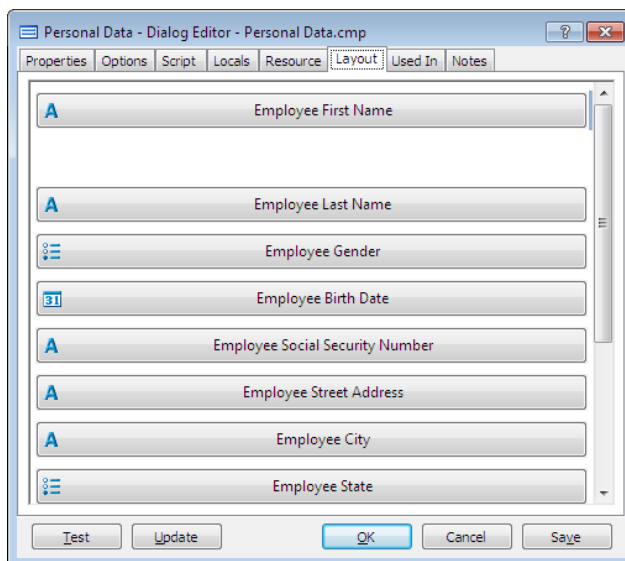 Personal Data - Dialog Editor - Personal Data.cmp
?
Properties Options Script Locals Resource Layout Used In Notes
A Employee First Name
A Employee Last Name
Employee Gender
31 Employee Birth Date
A Employee Social Security Number
A Employee Street Address
A Employee City
Employee State
Test Update OK Cancel Save